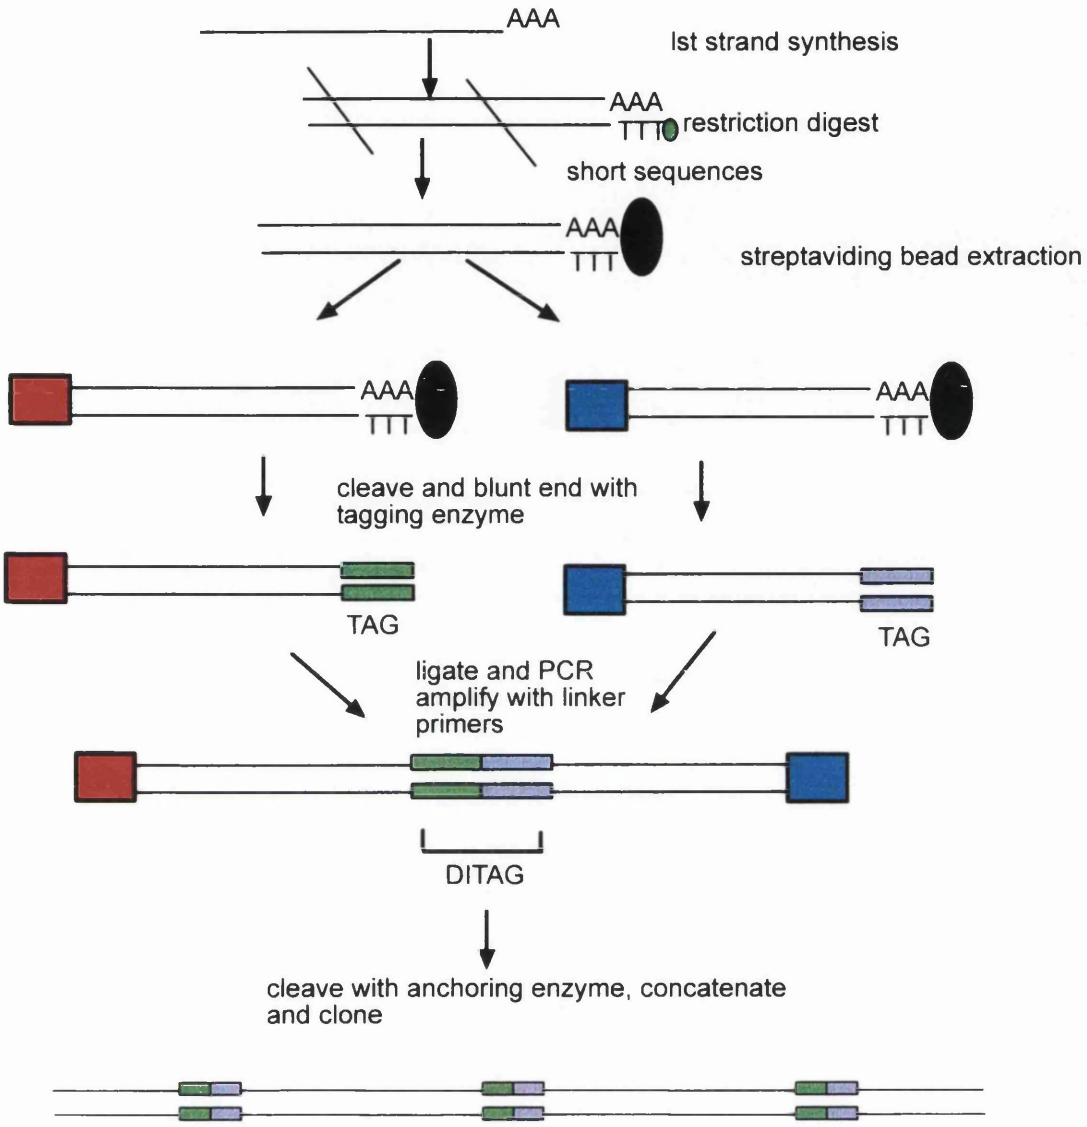 AAA
lst strand synthesis
AAA
TTT
restriction digest
short sequences
AAA
TTT
streptaviding bead extraction
AAA
TTT
AAA
TTT
cleave and blunt end with
tagging enzyme
TAG
TAG
ligate and PCR
amplify with linker
primers
DITAG
cleave with anchoring enzyme, concatenate
and clone